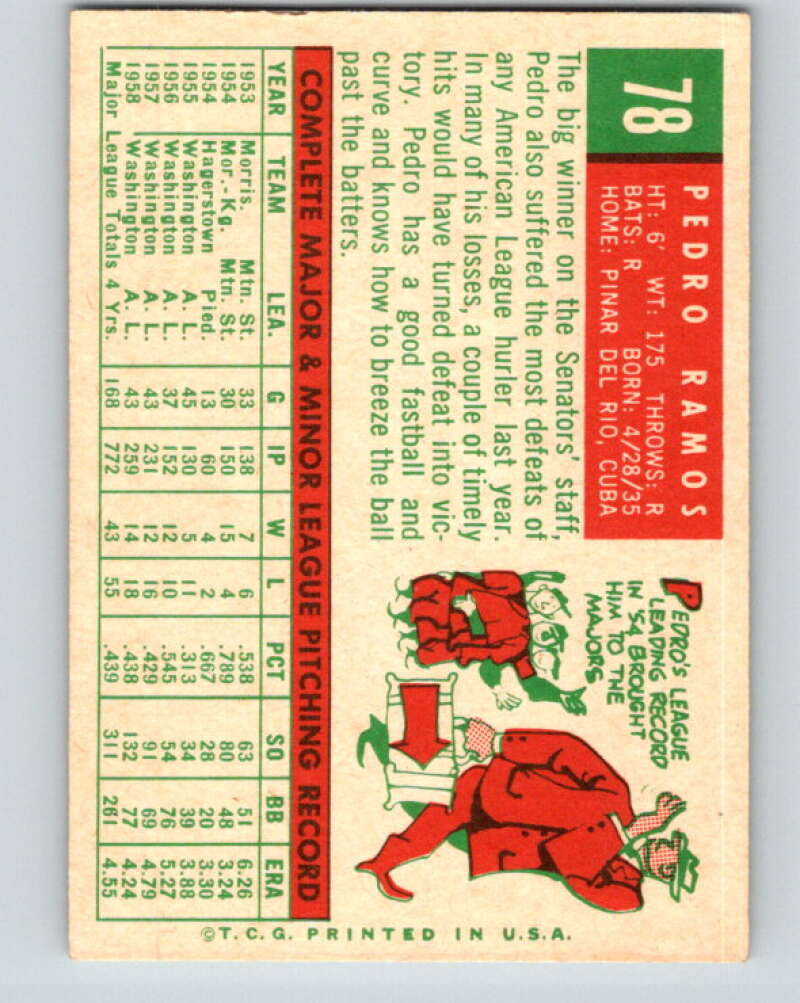 78
PEDRO RAMOS
HT: 6' WT: 175 THROWS: R
BATS: R BORN: 4/28/35
HOME: PINAR DEL RIO, CUBA
The big winner on the Senators' staff,
Pedro also suffered the most defeats of
any American League hurler last year.
In many of his losses, a couple of timely
hits would have turned defeat into vic-
tory. Pedro has a good fastball and
curve and knows how to breeze the ball
past the batters.
PEDRO'S LEAGUE
LEADING RECORD
IN '54 BROUGHT
HIM TO THE
MAJORS
COMPLETE MAJOR & MINOR LEAGUE PITCHING RECORD
YEAR TEAM LEA. G IP W L PCT SO BB ERA
1953 Morris. Mtn. St. 33 138 7 6 .538 63 51 6.26
1954 Mor.-Kg. Mtn. St. 30 150 15 4 .789 80 48 3.24
1954 Hagerstown Pied. 13 60 4 2 .667 28 20 3.30
1955 Washington A. L. 45 130 5 11 .313 34 39 3.88
1956 Washington A. L. 37 152 12 10 .545 54 76 5.27
1957 Washington A. L. 43 231 12 16 .429 91 69 4.79
1958 Washington A. L. 43 259 14 18 .438 132 77 4.24
Major League Totals 4 Yrs. 168 772 43 55 .439 311 261 4.55
©T.C.G. PRINTED IN U.S.A.